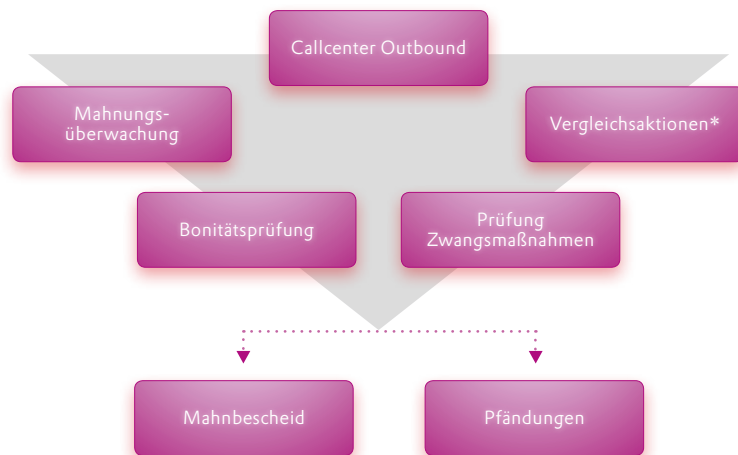 Callcenter Outbound
Mahnungs-
überwachung
Vergleichsaktionen*
Bonitätsprüfung
Prüfung
Zwangsmaßnahmen
Mahnbescheid
Pfändungen